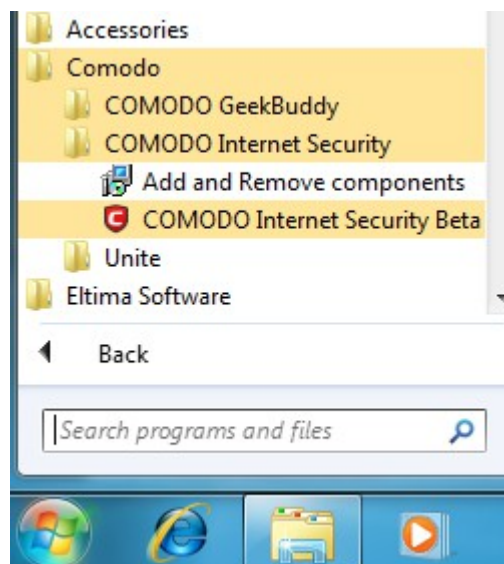 Accessories
Comodo
COMODO GeekBuddy
COMODO Internet Security
Add and Remove components
COMODO Internet Security Beta
Unite
Eltima Software
Back
Search programs and files